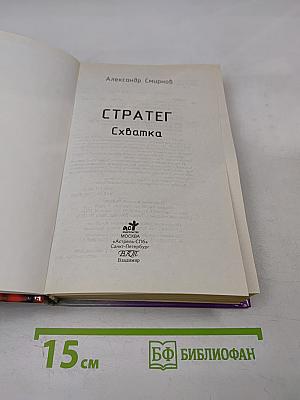 Александр Смирнов
СТРАТЕГ
Схватка
аст
МОСКВА
«Астрель-СПб»
Санкт-Петербург
ВКТ
Владимир
15 см
БФ БИБЛИОФАН